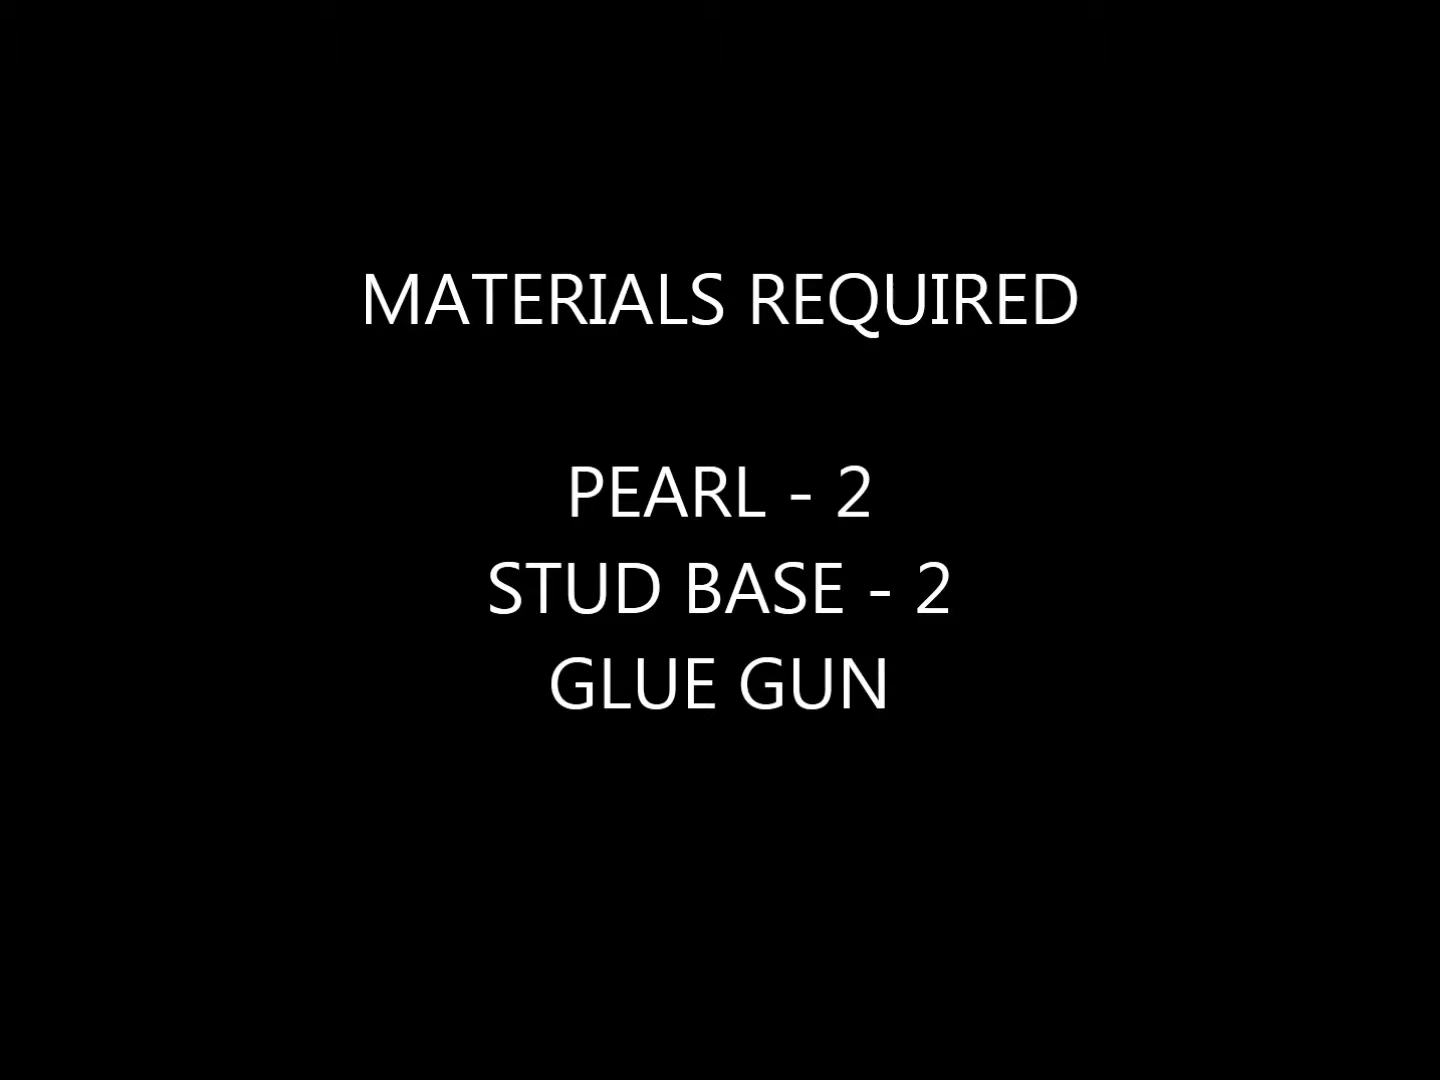 MATERIALS REQUIRED
PEARL - 2
STUD BASE - 2
GLUE GUN